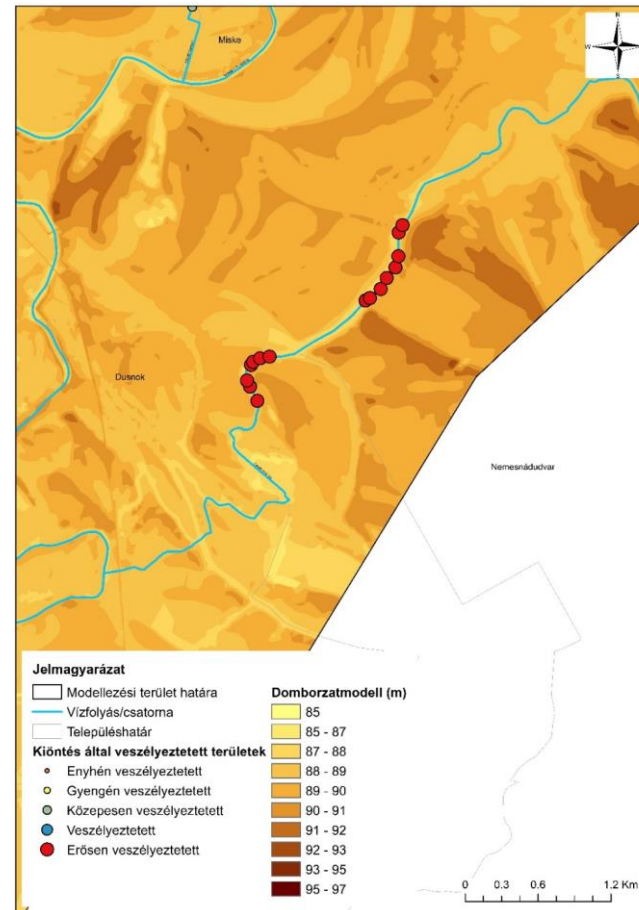 N
W E
S
Miske
Dusnok
Nemesnádudvar
Jelmagyarázat
Modellezési terület határa
Vízfolyás/csatorna
Településhatár
Kiöntés által veszélyeztetett területek
Enyhén veszélyeztetett
Gyengén veszélyeztetett
Közepesen veszélyeztetett
Veszélyeztetett
Erősen veszélyeztetett
Domborzatmodell (m)
85
85 - 87
87 - 88
88 - 89
89 - 90
90 - 91
91 - 92
92 - 93
93 - 95
95 - 97
0 0.3 0.6 1.2 Km